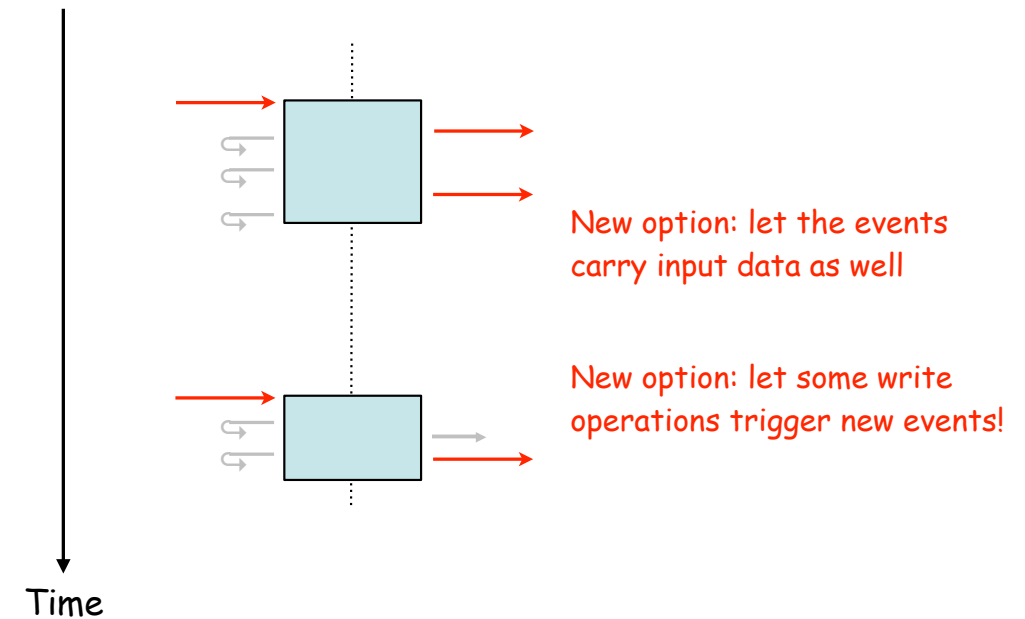 New option: let the events
carry input data as well
New option: let some write
operations trigger new events!
Time